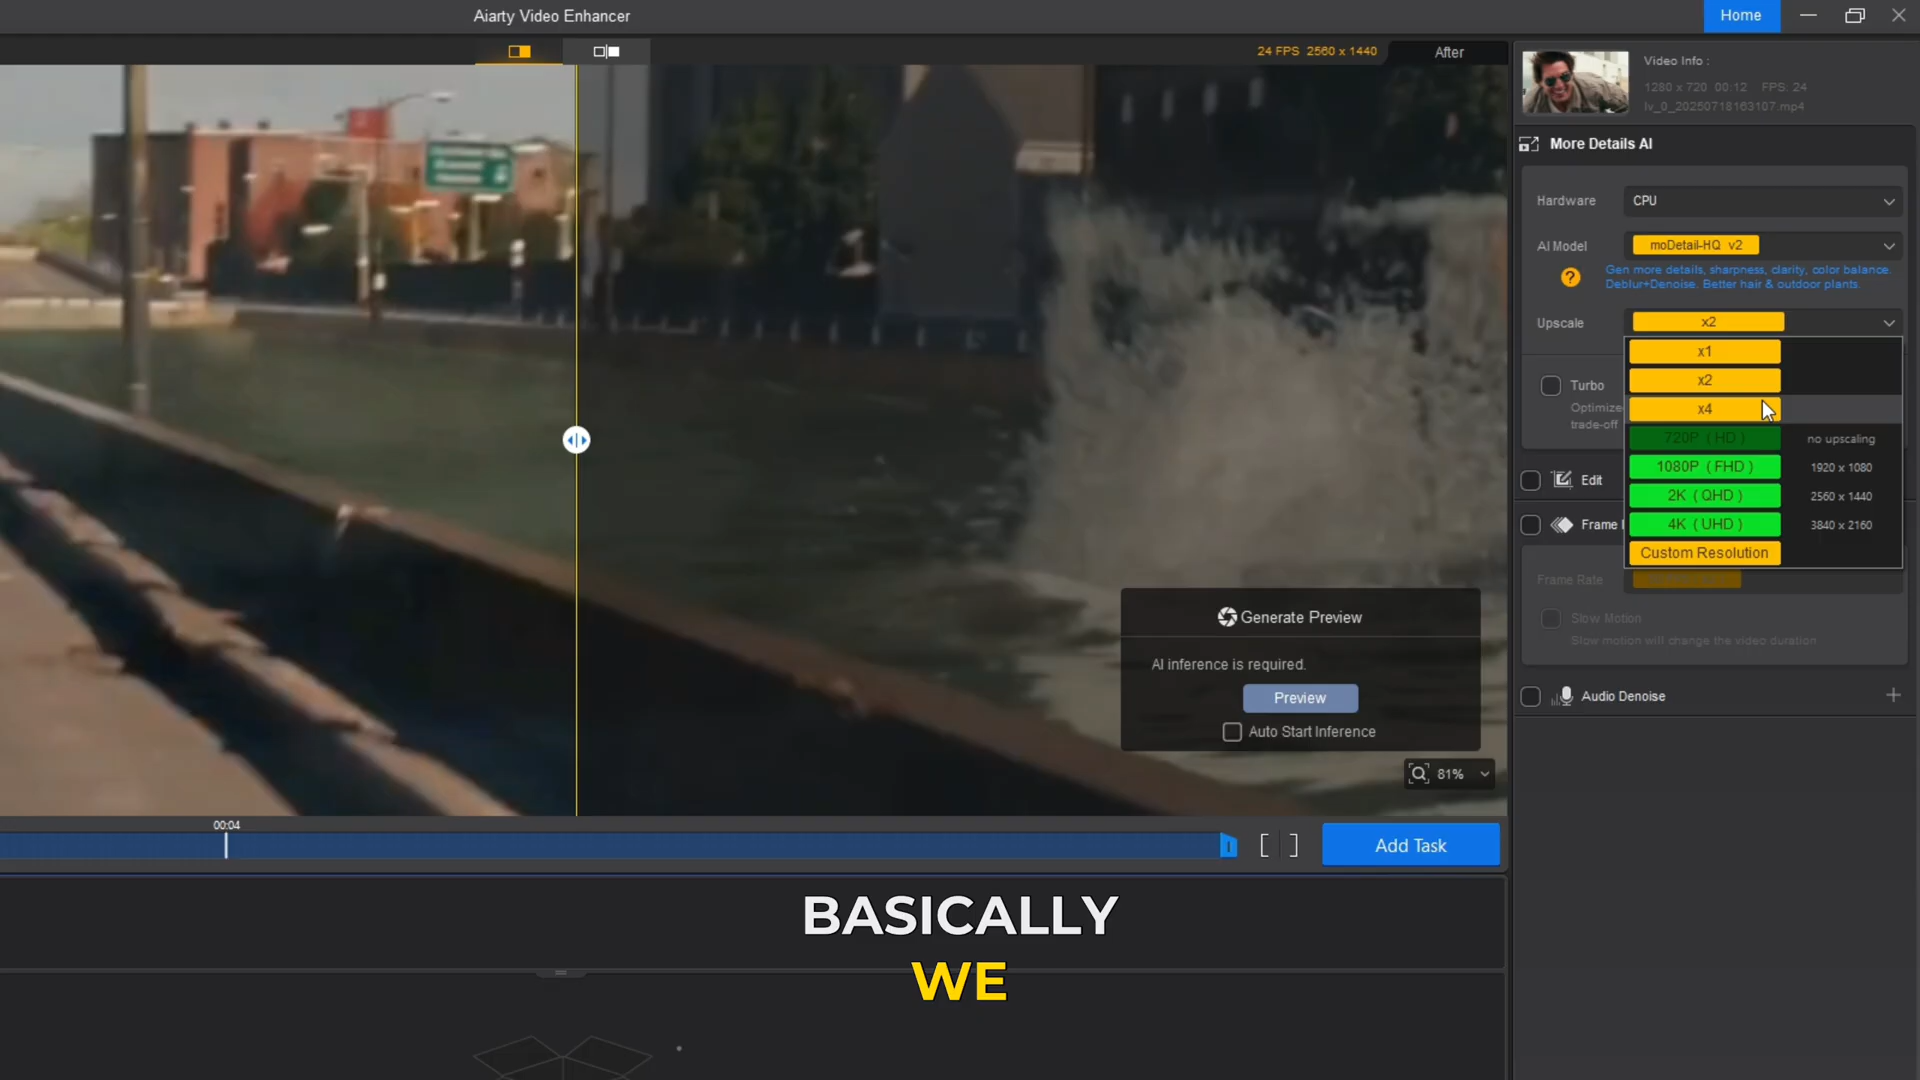 Aiarty Video Enhancer
Home
24 FPS 2560 x 1440
After
Video Info :
1280 x 720 00:12 FPS: 24
lv_0_20250718163107.mp4
More Details AI
Hardware
CPU
AI Model
moDetail-HQ v2
Gen more details, sharpness, clarity, color balance.
Deblur+Denoise. Better hair & outdoor plants.
Upscale
x2
x1
x2
x4
720P ( HD )
no upscaling
1080P ( FHD )
1920 x 1080
2K ( QHD )
2560 x 1440
4K ( UHD )
3840 x 2160
Custom Resolution
Turbo
Optimize
trade-off
Edit
Frame
Frame Rate
Slow Motion
Slow motion will change the video duration
Audio Denoise
Generate Preview
AI inference is required.
Preview
Auto Start Inference
81%
00:04
Add Task
BASICALLY
WE